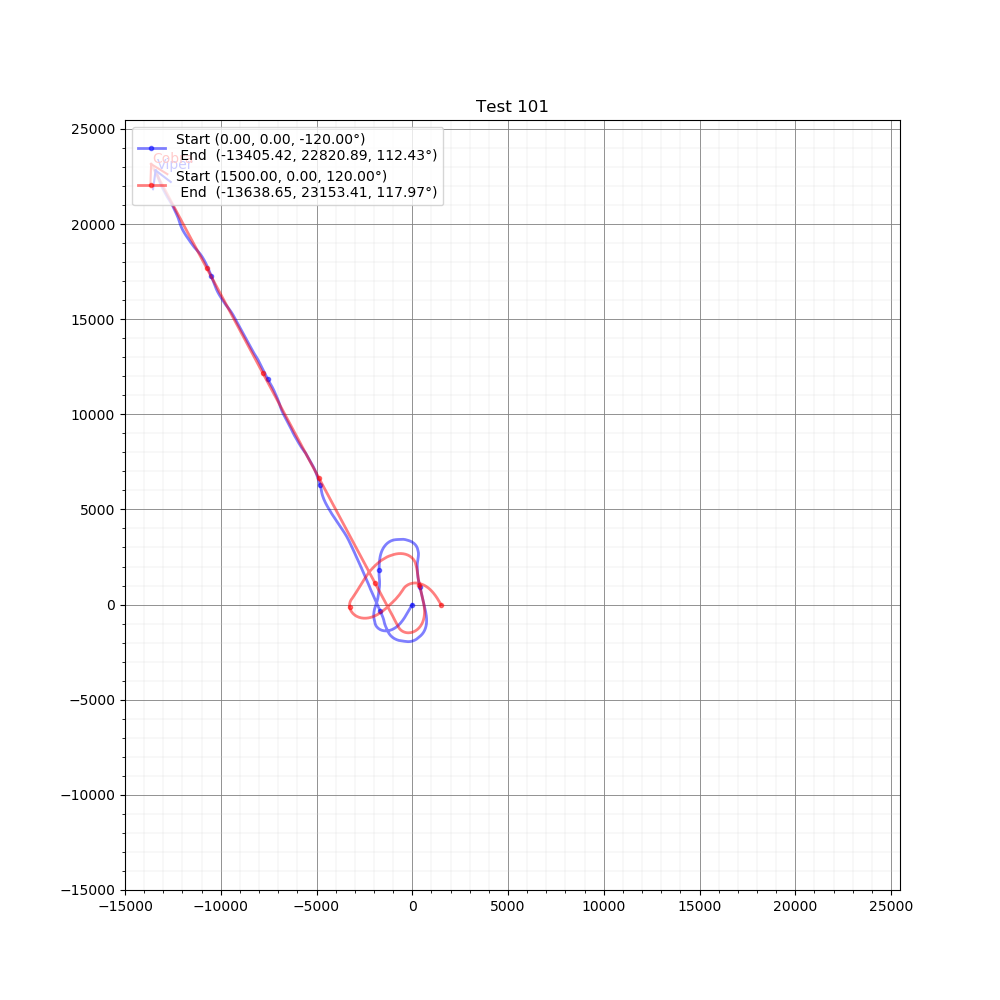 Test 101
Start (0.00, 0.00, -120.00°)
End (-13405.42, 22820.89, 112.43°)
Start (1500.00, 0.00, 120.00°)
End (-13638.65, 23153.41, 117.97°)
Viper
25000
20000
15000
10000
5000
0
−5000
−10000
−15000
−15000 −10000 −5000 0 5000 10000 15000 20000 25000